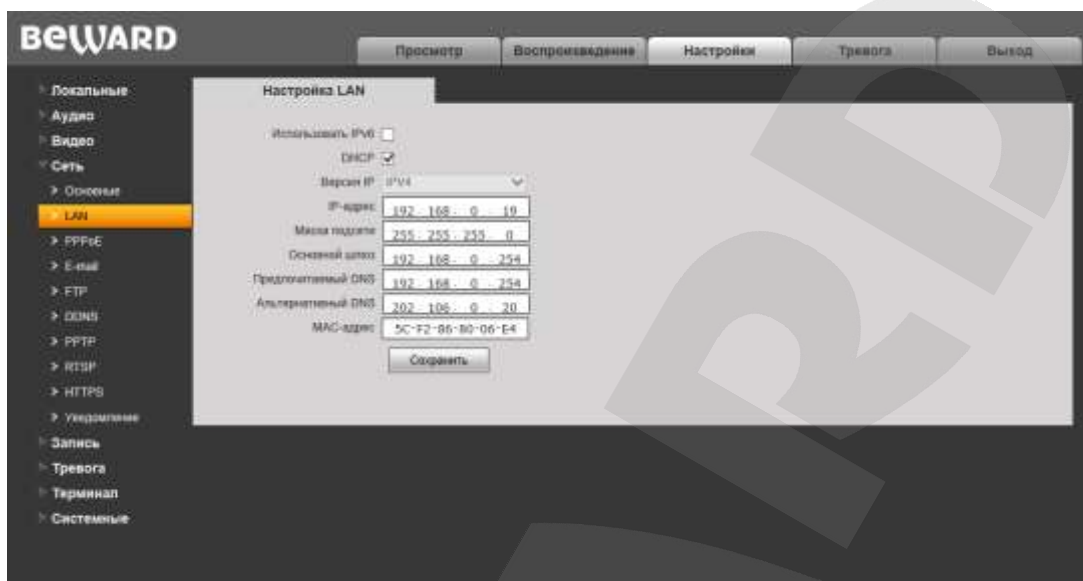 BEWARD
Просмотр
Воспроизведение
Настройки
Тревога
Выход
Локальные
Аудио
Видео
Сеть
Основные
LAN
PPPoE
E-mail
FTP
DDNS
PPTP
RTSP
HTTPS
Уведомление
Запись
Тревога
Терминал
Системные
Настройка LAN
Использовать IPV6
DHCP
Версия IP IPV4
IP-адрес 192 . 168 . 0 . 19
Маска подсети 255 . 255 . 255 . 0
Основной шлюз 192 . 168 . 0 . 254
Предпочитаемый DNS 192 . 168 . 0 . 254
Альтернативный DNS 202 . 106 . 0 . 20
MAC-адрес 5C-F2-86-80-06-E4
Сохранить